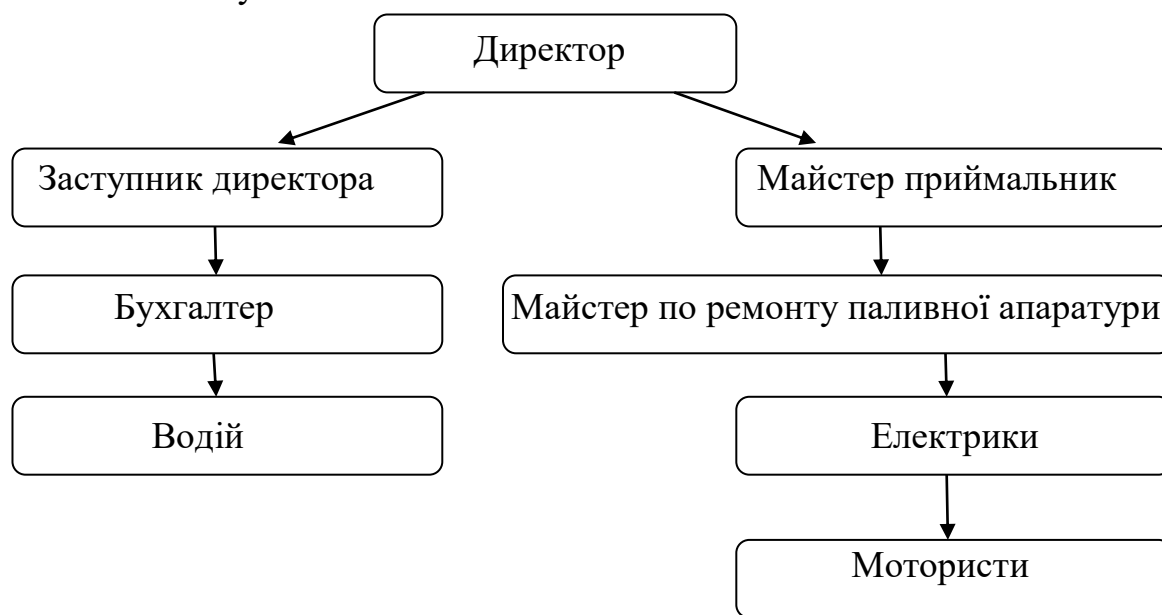 Директор
Заступник директора
Майстер приймальник
Бухгалтер
Майстер по ремонту паливної апаратури
Водій
Електрики
Мотористи